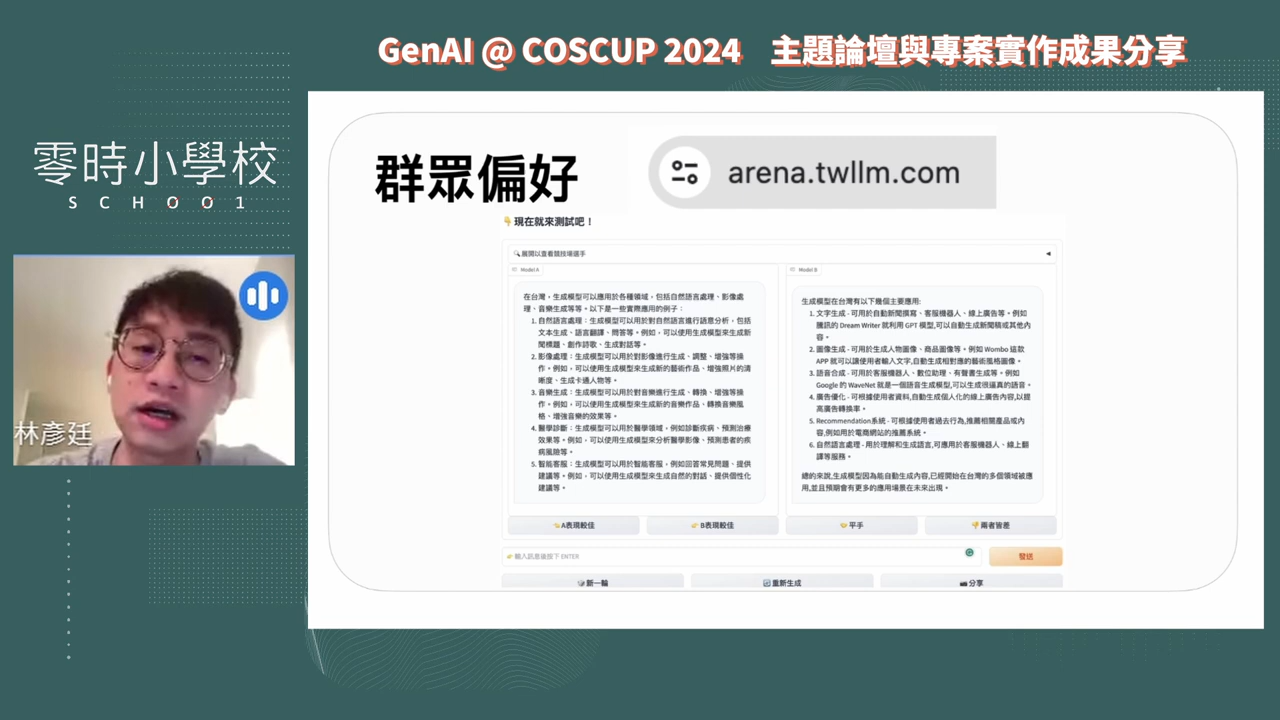 GenAI @ COSCUP 2024 主題論壇與專案實作成果分享
零時小學校
SCHOO1
林彥廷
群眾偏好
arena.twllm.com
👇 現在就來測試吧！
🔍 展開以查看競技場選手
Model A
在台灣，生成模型可以應用於各種領域，包括自然語言處理、影像處
理、音樂生成等等。以下是一些實際應用的例子：
1. 自然語言處理：生成模型可以用於對自然語言進行語意分析，包括
文本生成、語言翻譯、問答等。例如，可以使用生成模型來生成新
聞標題、創作詩歌、生成對話等。
2. 影像處理：生成模型可以用於對影像進行生成、調整、增強等操
作。例如，可以使用生成模型來生成新的藝術作品、增強照片的清
晰度、生成卡通人物等。
3. 音樂生成：生成模型可以用於對音樂進行生成、轉換、增強等操
作。例如，可以使用生成模型來生成新的音樂作品、轉換音樂風
格、增強音樂的效果等。
4. 醫學診斷：生成模型可以用於醫學領域，例如診斷疾病、預測治療
效果等。例如，可以使用生成模型來分析醫學影像、預測患者的疾
病風險等。
5. 智能客服：生成模型可以用於智能客服，例如回答常見問題、提供
建議等。例如，可以使用生成模型來生成自然的對話、提供個性化
建議等。
Model B
生成模型在台灣有以下幾個主要應用:
1. 文字生成 - 可用於自動新聞撰寫、客服機器人、線上廣告等。例如
騰訊的 Dream Writer 就利用 GPT 模型,可以自動生成新聞稿或其他內
容。
2. 圖像生成 - 可用於生成人物圖像、商品圖像等。例如 Wombo 這款
APP 就可以讓使用者輸入文字,自動生成相對應的藝術風格圖像。
3. 語音合成 - 可用於客服機器人、數位助理、有聲書生成等。例如
Google 的 WaveNet 就是一個語音生成模型,可以生成很逼真的語音。
4. 廣告優化 - 可根據使用者資料,自動生成個人化的線上廣告內容,以提
高廣告轉換率。
5. Recommendation系統 - 可根據使用者過去行為,推薦相關產品或內
容,例如用於電商網站的推薦系統。
6. 自然語言處理 - 用於理解和生成語言,可應用於客服機器人、線上翻
譯等服務。
總的來說,生成模型因為能自動生成內容,已經開始在台灣的多個領域被應
用,並且預期會有更多的應用場景在未來出現。
👈 A表現較佳
👉 B表現較佳
🤝 平手
👎 兩者皆差
👉 輸入訊息後按下 ENTER
發送
🎲 新一輪
🔄 重新生成
📷 分享